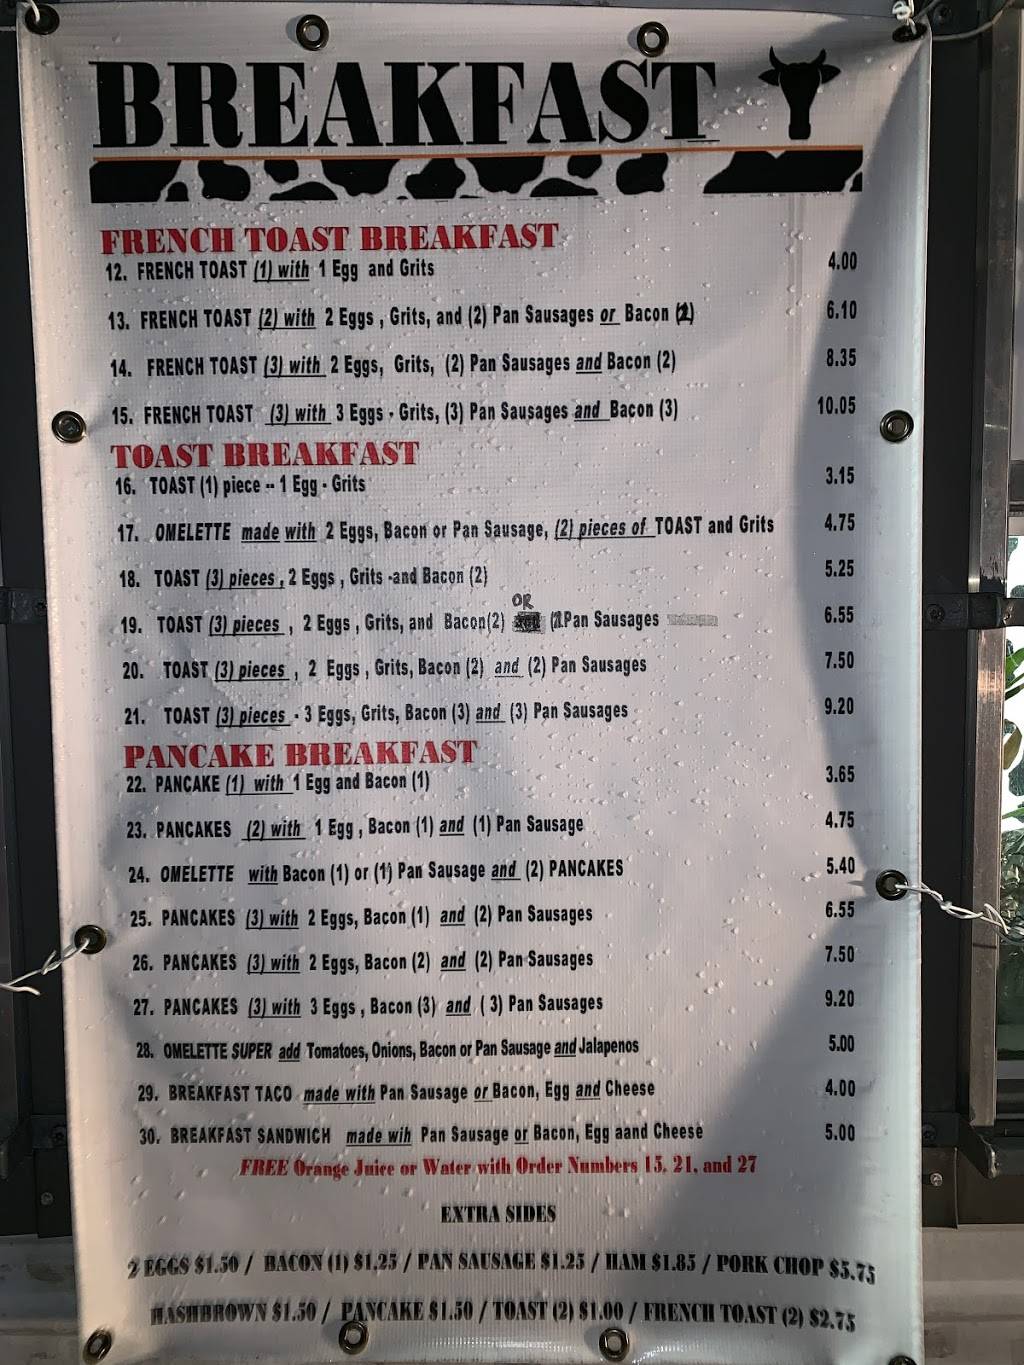 BREAKFAST
FRENCH TOAST BREAKFAST
12. FRENCH TOAST (1) with 1 Egg and Grits 4.00
13. FRENCH TOAST (2) with 2 Eggs , Grits, and (2) Pan Sausages or Bacon 6.10
14. FRENCH TOAST (3) with 2 Eggs, Grits, (2) Pan Sausages and Bacon (2) 8.35
15. FRENCH TOAST (3) with 3 Eggs - Grits, (3) Pan Sausages and Bacon (3) 10.05
TOAST BREAKFAST
16. TOAST (1) piece -- 1 Egg - Grits 3.15
17. OMELETTE made with 2 Eggs, Bacon or Pan Sausage, (2) pieces of TOAST and Grits 4.75
18. TOAST (3) pieces , 2 Eggs , Grits -and Bacon (2) 5.25
OR
19. TOAST (3) pieces , 2 Eggs , Grits, and Bacon(2) Pan Sausages 6.55
20. TOAST (3) pieces , 2 Eggs , Grits, Bacon (2) and (2) Pan Sausages 7.50
21. TOAST (3) pieces - 3 Eggs, Grits, Bacon (3) and (3) Pan Sausages 9.20
PANCAKE BREAKFAST
22. PANCAKE (1) with 1 Egg and Bacon (1) 3.65
23. PANCAKES (2) with 1 Egg , Bacon (1) and (1) Pan Sausage 4.75
24. OMELETTE with Bacon (1) or (1) Pan Sausage and (2) PANCAKES 5.40
25. PANCAKES (3) with 2 Eggs, Bacon (1) and (2) Pan Sausages 6.55
26. PANCAKES (3) with 2 Eggs, Bacon (2) and (2) Pan Sausages 7.50
27. PANCAKES (3) with 3 Eggs , Bacon (3) and ( 3) Pan Sausages 9.20
28. OMELETTE SUPER add Tomatoes, Onions, Bacon or Pan Sausage and Jalapenos 5.00
29. BREAKFAST TACO made with Pan Sausage or Bacon, Egg and Cheese 4.00
30. BREAKFAST SANDWICH made wih Pan Sausage or Bacon, Egg aand Cheese 5.00
FREE Orange Juice or Water with Order Numbers 15, 21, and 27
EXTRA SIDES
2 EGGS $1.50 / BACON (1) $1.25 / PAN SAUSAGE $1.25 / HAM $1.85 / PORK CHOP $5.75
HASHBROWN $1.50 / PANCAKE $1.50 / TOAST (2) $1.00 / FRENCH TOAST (2) $2.75